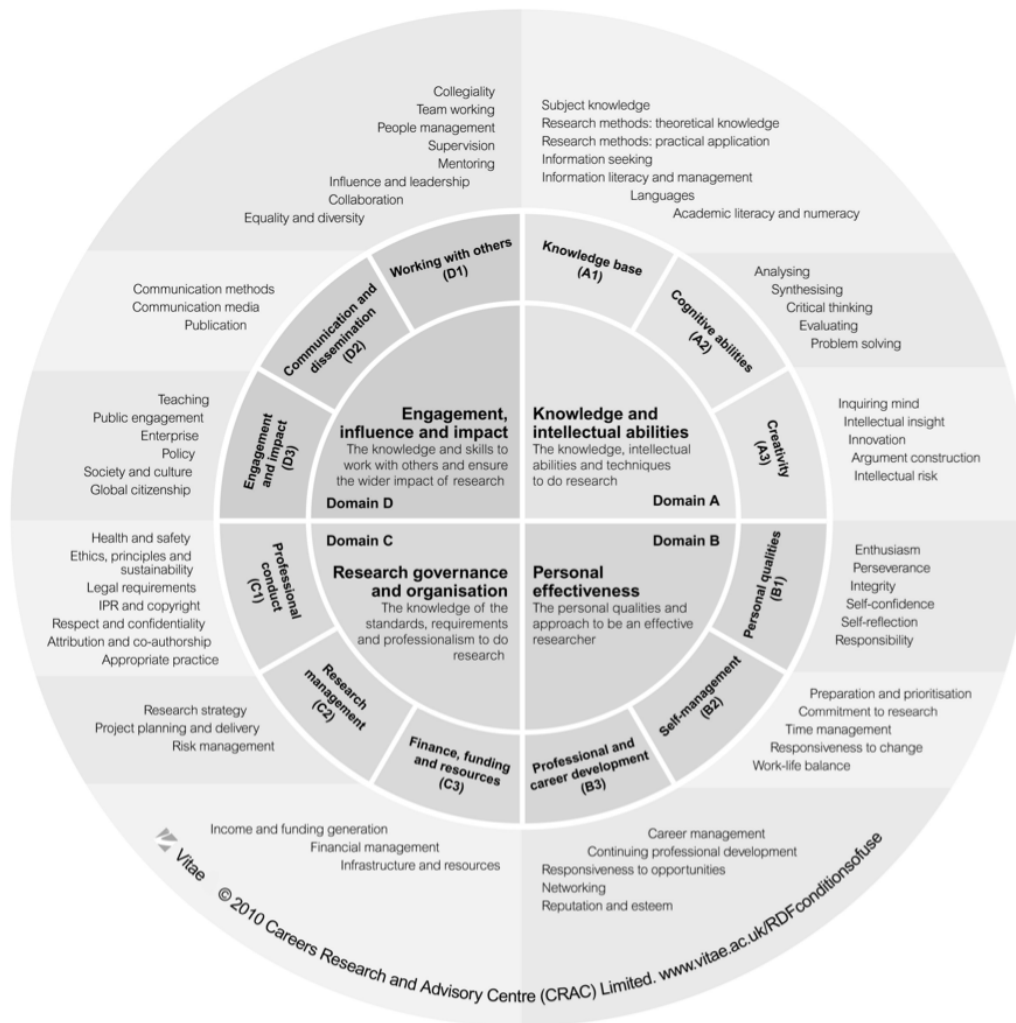 Collegiality
Team working
People management
Supervision
Mentoring
Influence and leadership
Collaboration
Equality and diversity
Subject knowledge
Research methods: theoretical knowledge
Research methods: practical application
Information seeking
Information literacy and management
Languages
Academic literacy and numeracy
Working with others
(D1)
Knowledge base
(A1)
Communication methods
Communication media
Publication
Communication and
dissemination
(D2)
Cognitive abilities
(A2)
Analysing
Synthesising
Critical thinking
Evaluating
Problem solving
Teaching
Public engagement
Enterprise
Policy
Society and culture
Global citizenship
Engagement
and impact
(D3)
Creativity
(A3)
Inquiring mind
Intellectual insight
Innovation
Argument construction
Intellectual risk
Engagement,
influence and impact
The knowledge and skills to
work with others and ensure
the wider impact of research
Domain D
Knowledge and
intellectual abilities
The knowledge, intellectual
abilities and techniques
to do research
Domain A
Domain C
Research governance
and organisation
The knowledge of the
standards, requirements
and professionalism to do
research
Domain B
Personal
effectiveness
The personal qualities and
approach to be an effective
researcher
Health and safety
Ethics, principles and
sustainability
Legal requirements
IPR and copyright
Respect and confidentiality
Attribution and co-authorship
Appropriate practice
Professional
conduct
(C1)
Personal qualities
(B1)
Enthusiasm
Perseverance
Integrity
Self-confidence
Self-reflection
Responsibility
Research strategy
Project planning and delivery
Risk management
Research
management
(C2)
Self-management
(B2)
Preparation and prioritisation
Commitment to research
Time management
Responsiveness to change
Work-life balance
Finance, funding
and resources
(C3)
Professional and
career development
(B3)
Income and funding generation
Financial management
Infrastructure and resources
Career management
Continuing professional development
Responsiveness to opportunities
Networking
Reputation and esteem
Vitae © 2010 Careers Research and Advisory Centre (CRAC) Limited. www.vitae.ac.uk/RDFconditionsofuse